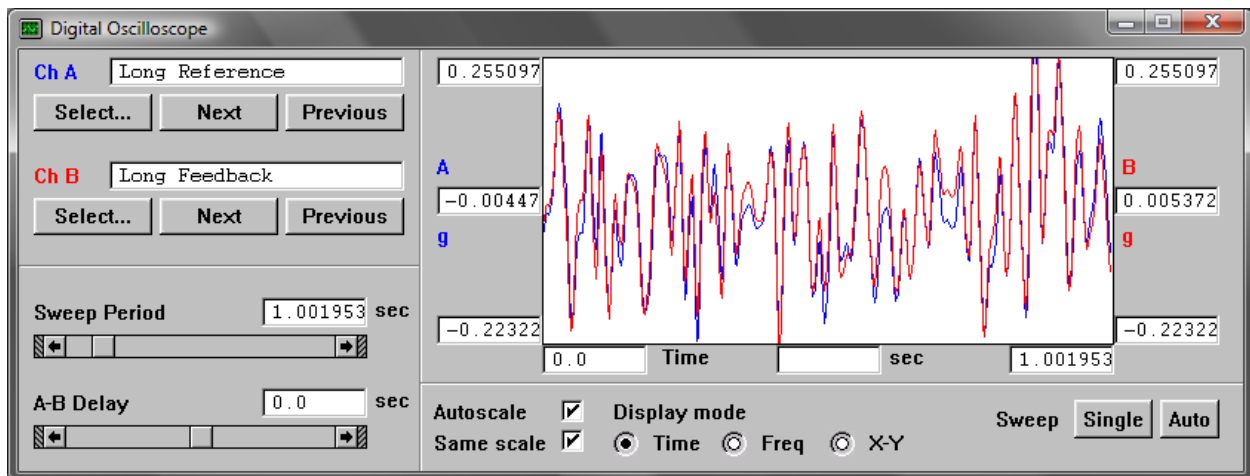 Digital Oscilloscope
Ch A Long Reference
Select... Next Previous
Ch B Long Feedback
Select... Next Previous
Sweep Period 1.001953 sec
A-B Delay 0.0 sec
0.255097 0.255097
A B
-0.00447 0.005372
g g
-0.22322 -0.22322
0.0 Time sec 1.001953
Autoscale Display mode Sweep Single Auto
Same scale Time Freq X-Y